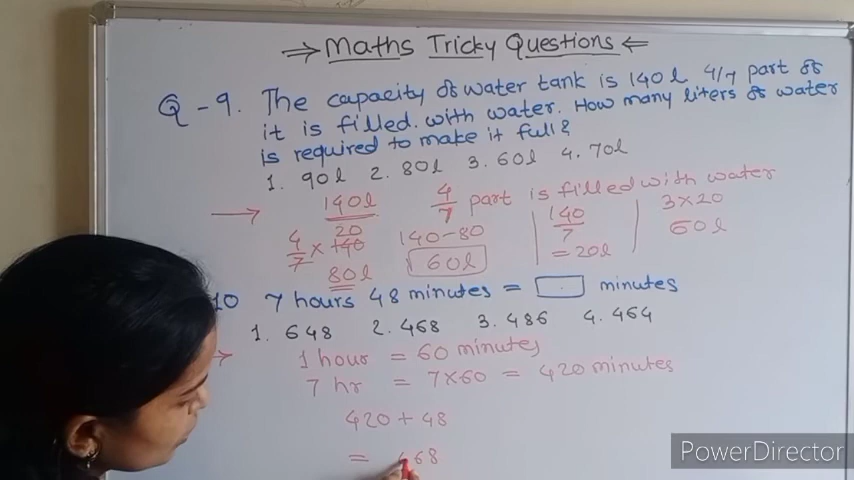 ⇒ Maths Tricky Questions ⇐
Q-9. The capacity of water tank is 140l 4/7 part of
it is filled. with water. How many liters of water
is required to make it full?
1. 90l 2. 80l 3. 60l 4. 70l
→ 140l 4/7 part is filled with water
4/7 × 140 20 140-80 140/7 3×20
80l 60l = 20l 60l
10 7 hours 48 minutes = □ minutes
1. 648 2. 468 3. 486 4. 464
→ 1 hour = 60 minutes
7 hr = 7×60 = 420 minutes
420 + 48
= 468
PowerDirector